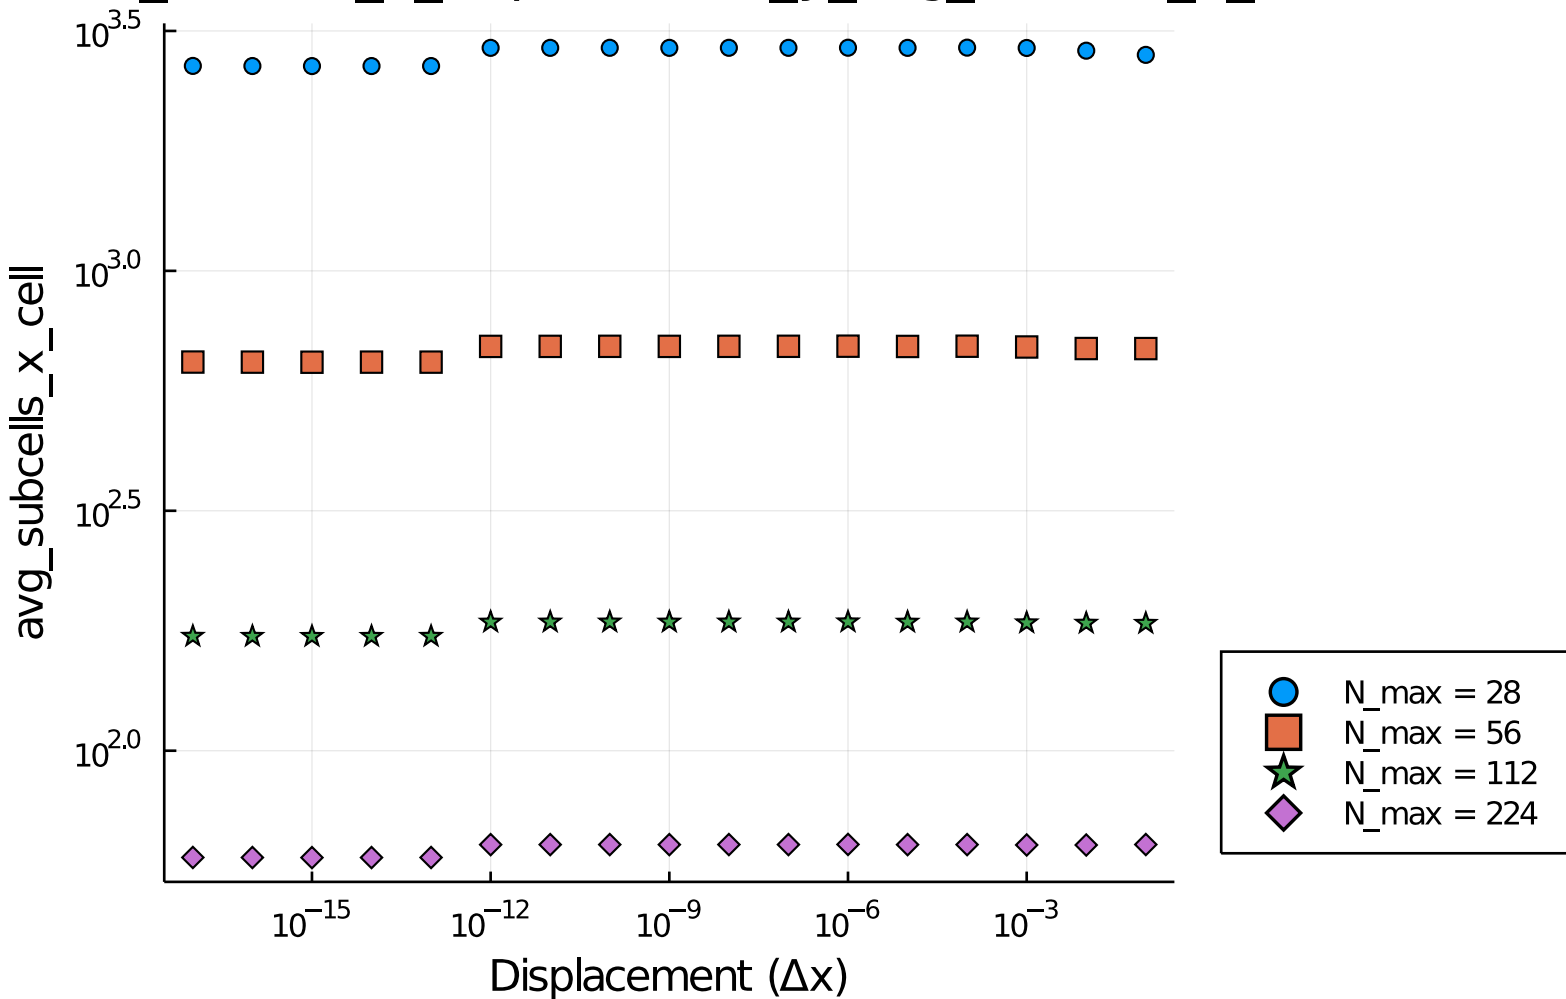 10^3.5
10^3.0
10^2.5
10^2.0
avg_subcells_x_cell
10^−15 10^−12 10^−9 10^−6 10^−3
Displacement (Δx)
N_max = 28
N_max = 56
N_max = 112
N_max = 224